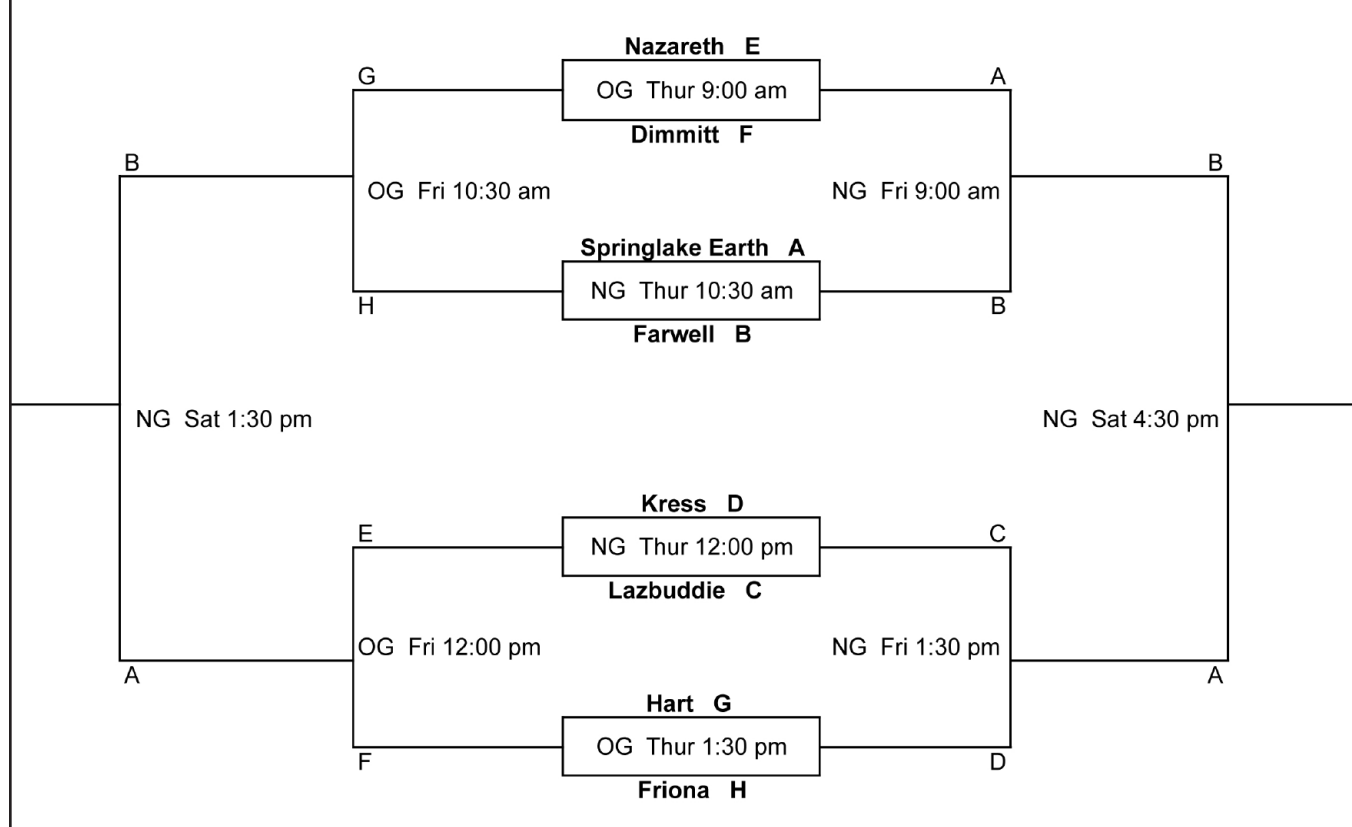 Nazareth E
G
OG Thur 9:00 am
A
Dimmitt F
B
B
OG Fri 10:30 am
NG Fri 9:00 am
Springlake Earth A
H
NG Thur 10:30 am
B
Farwell B
NG Sat 1:30 pm
NG Sat 4:30 pm
Kress D
E
NG Thur 12:00 pm
C
Lazbuddie C
OG Fri 12:00 pm
NG Fri 1:30 pm
A
A
Hart G
OG Thur 1:30 pm
F
D
Friona H